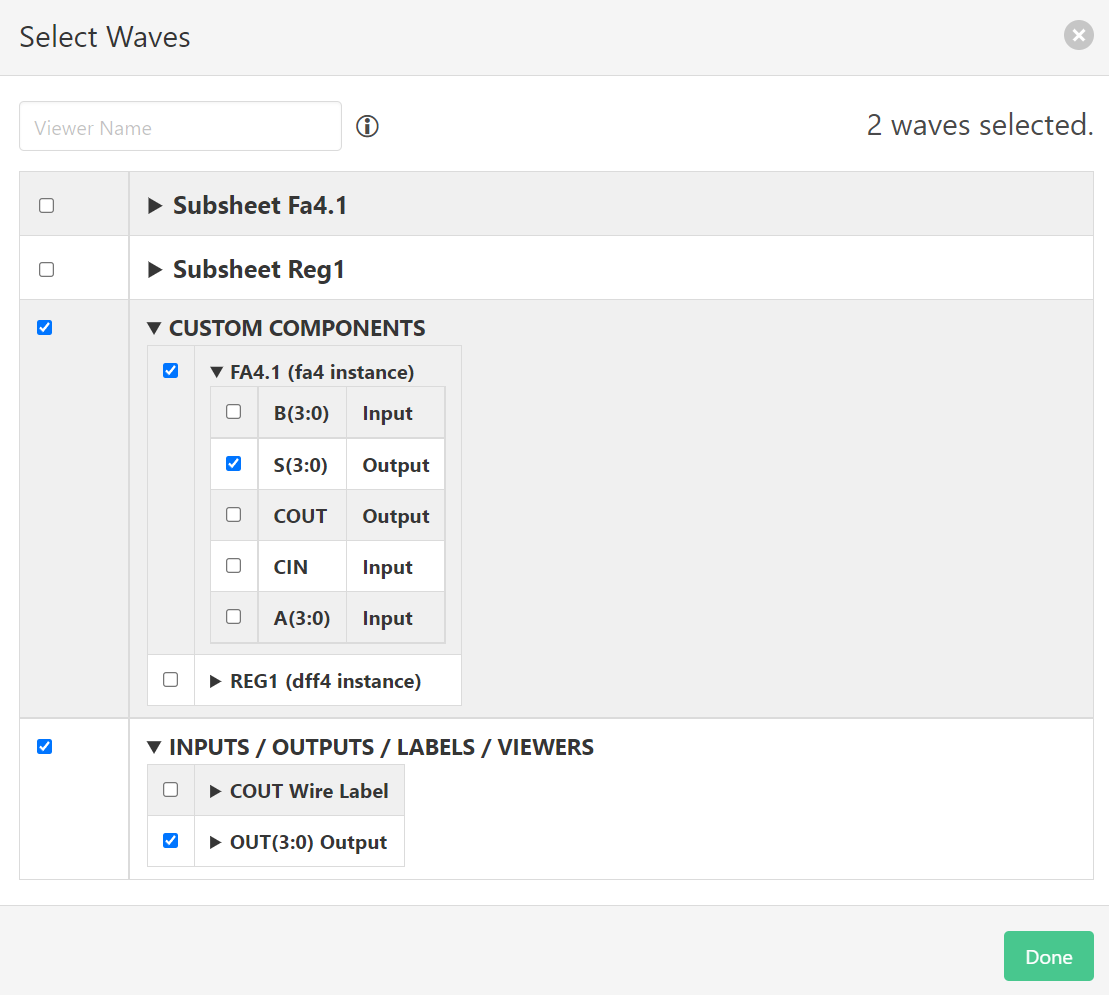 Select Waves
Viewer Name
2 waves selected.
Subsheet Fa4.1
Subsheet Reg1
CUSTOM COMPONENTS
FA4.1 (fa4 instance)
B(3:0) Input
S(3:0) Output
COUT Output
CIN Input
A(3:0) Input
REG1 (dff4 instance)
INPUTS / OUTPUTS / LABELS / VIEWERS
COUT Wire Label
OUT(3:0) Output
Done